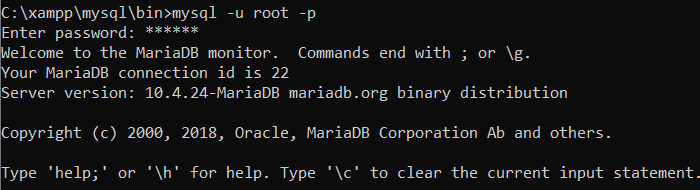 C:\xampp\mysql\bin>mysql -u root -p
Enter password: ******
Welcome to the MariaDB monitor.  Commands end with ; or \g.
Your MariaDB connection id is 22
Server version: 10.4.24-MariaDB mariadb.org binary distribution
Copyright (c) 2000, 2018, Oracle, MariaDB Corporation Ab and others.
Type 'help;' or '\h' for help. Type '\c' to clear the current input statement.